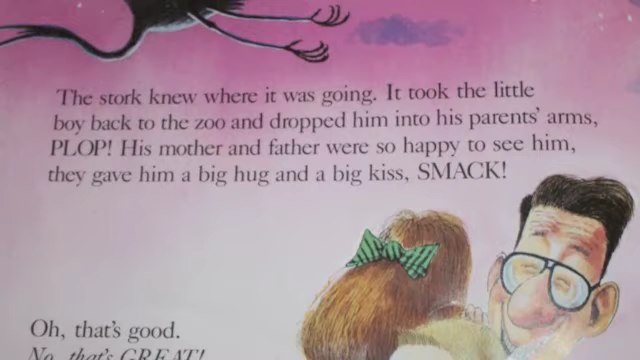 The stork knew where it was going. It took the little
boy back to the zoo and dropped him into his parents' arms,
PLOP! His mother and father were so happy to see him,
they gave him a big hug and a big kiss, SMACK!
Oh, that's good.
No, that's GREAT!